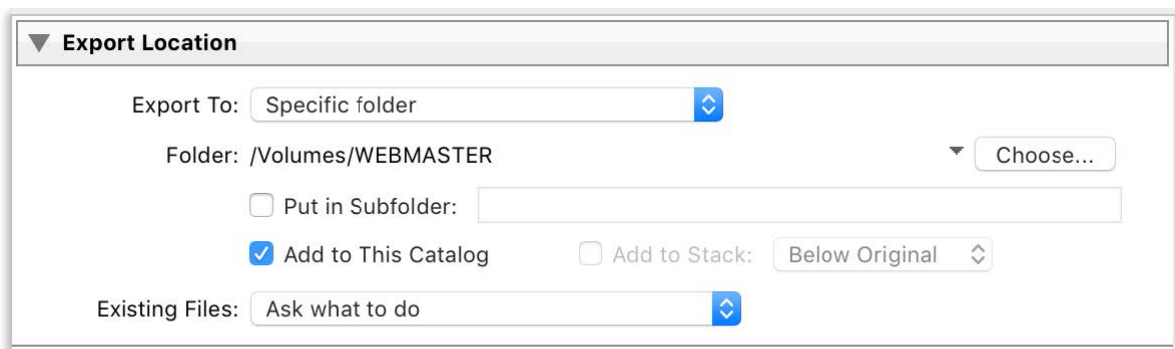 Export Location
Export To: Specific folder
Folder: /Volumes/WEBMASTER Choose...
Put in Subfolder:
Add to This Catalog Add to Stack: Below Original
Existing Files: Ask what to do